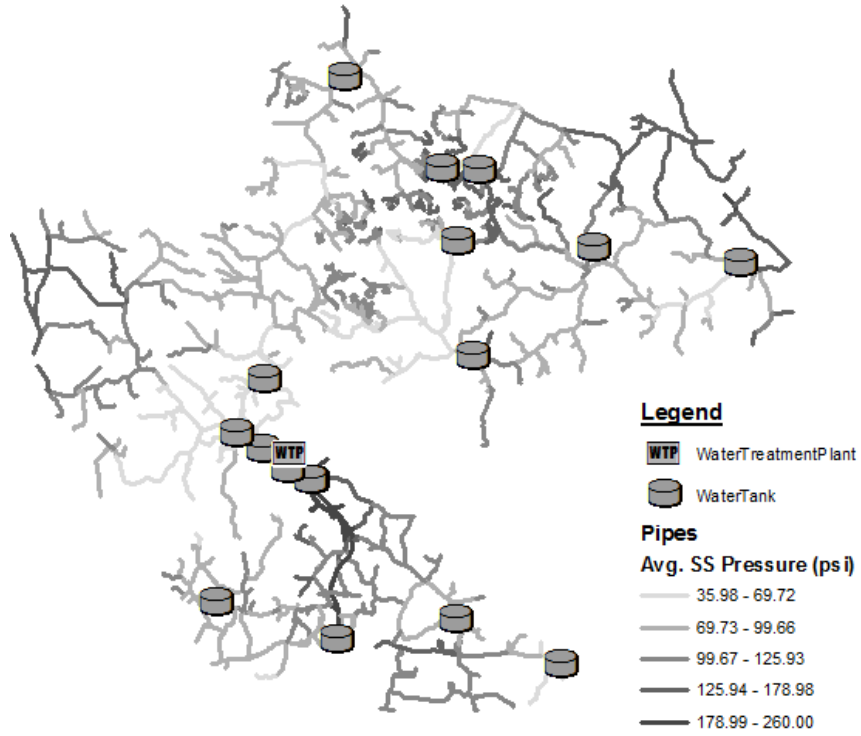 WTP
Legend
WTP WaterTreatmentPlant
WaterTank
Pipes
Avg. SS Pressure (psi)
35.98 - 69.72
69.73 - 99.66
99.67 - 125.93
125.94 - 178.98
178.99 - 260.00